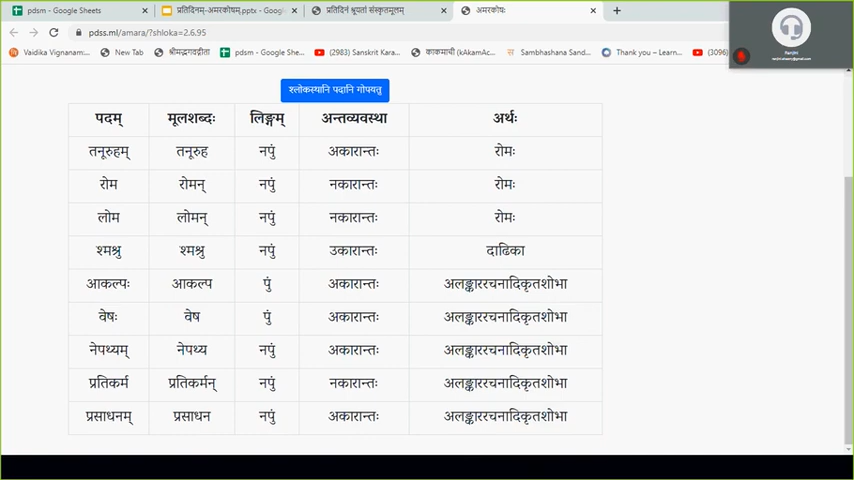 pdsm - Google Sheets
प्रतिदिनम्-अमरकोषम्.pptx - Googl
प्रतिदिनं श्रूयतां संस्कृतमूलम्
अमरकोषः
pdss.ml/amara/?shloka=2.6.95
Ranjini
Vaidika Vignanam:
New Tab
श्रीमद्भगवद्गीता
pdsm - Google She...
(2983) Sanskrit Kara...
काकमाची (kAkamAc...
Sambhashana Sand...
Thank you – Learn...
(3096)
श्लोकस्थानि पदानि गोपयतु
पदम् मूलशब्दः लिङ्गम् अन्तव्यवस्था अर्थः
तनूरुहम् तनूरुह नपुं अकारान्तः रोमः
रोम रोमन् नपुं नकारान्तः रोमः
लोम लोमन् नपुं नकारान्तः रोमः
श्मश्रु श्मश्रु नपुं उकारान्तः दाढिका
आकल्पः आकल्प पुं अकारान्तः अलङ्काररचनादिकृतशोभा
वेषः वेष पुं अकारान्तः अलङ्काररचनादिकृतशोभा
नेपथ्यम् नेपथ्य नपुं अकारान्तः अलङ्काररचनादिकृतशोभा
प्रतिकर्म प्रतिकर्मन् नपुं नकारान्तः अलङ्काररचनादिकृतशोभा
प्रसाधनम् प्रसाधन नपुं अकारान्तः अलङ्काररचनादिकृतशोभा